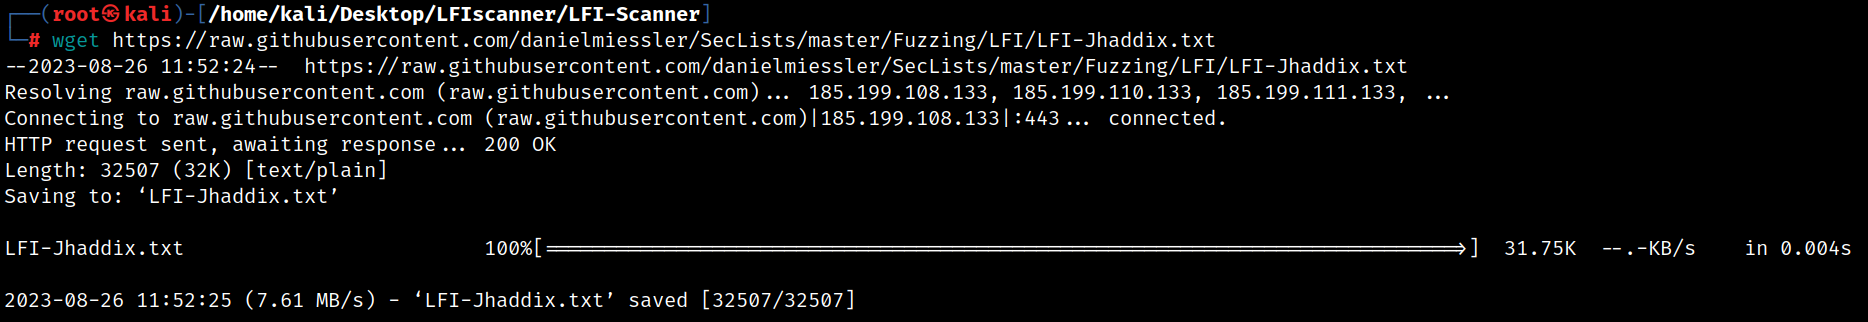 ┌──(root㉿kali)-[/home/kali/Desktop/LFIscanner/LFI-Scanner]
└─# wget https://raw.githubusercontent.com/danielmiessler/SecLists/master/Fuzzing/LFI/LFI-Jhaddix.txt
--2023-08-26 11:52:24--  https://raw.githubusercontent.com/danielmiessler/SecLists/master/Fuzzing/LFI/LFI-Jhaddix.txt
Resolving raw.githubusercontent.com (raw.githubusercontent.com)... 185.199.108.133, 185.199.110.133, 185.199.111.133, ...
Connecting to raw.githubusercontent.com (raw.githubusercontent.com)|185.199.108.133|:443... connected.
HTTP request sent, awaiting response... 200 OK
Length: 32507 (32K) [text/plain]
Saving to: ‘LFI-Jhaddix.txt’
LFI-Jhaddix.txt 100%[===================>] 31.75K --.-KB/s in 0.004s
2023-08-26 11:52:25 (7.61 MB/s) - ‘LFI-Jhaddix.txt’ saved [32507/32507]